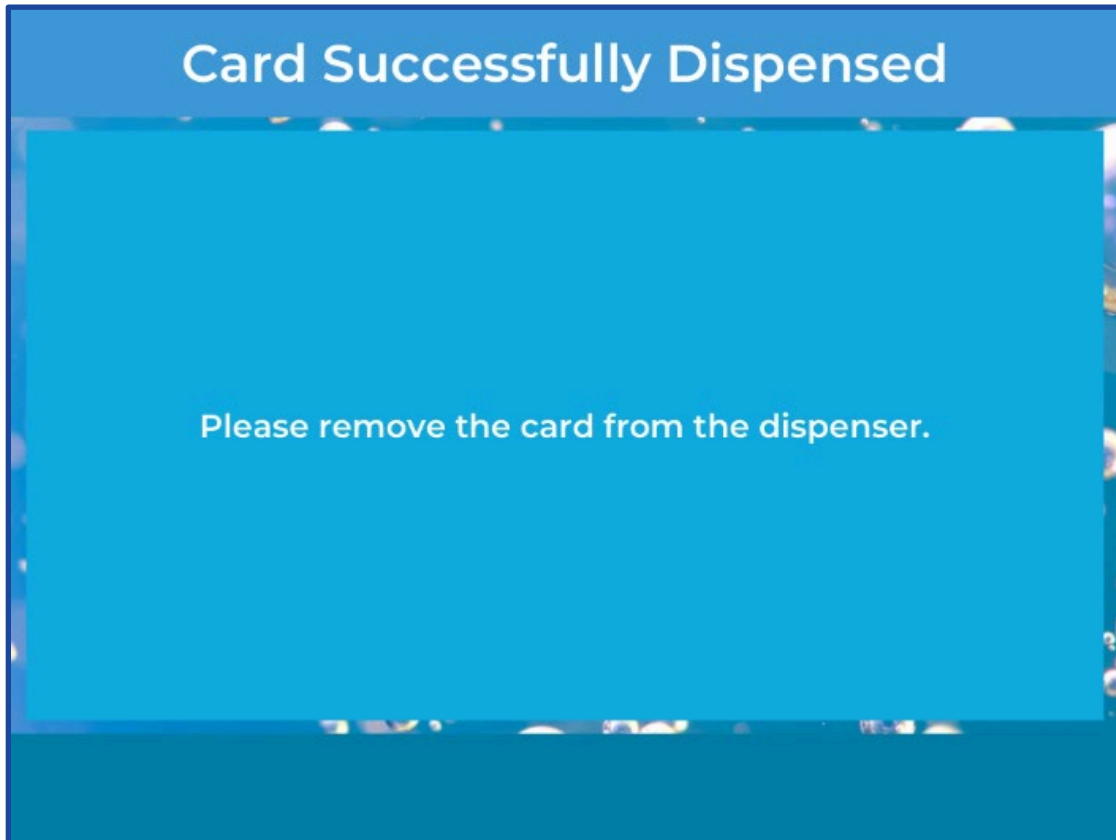 Card Successfully Dispensed
Please remove the card from the dispenser.